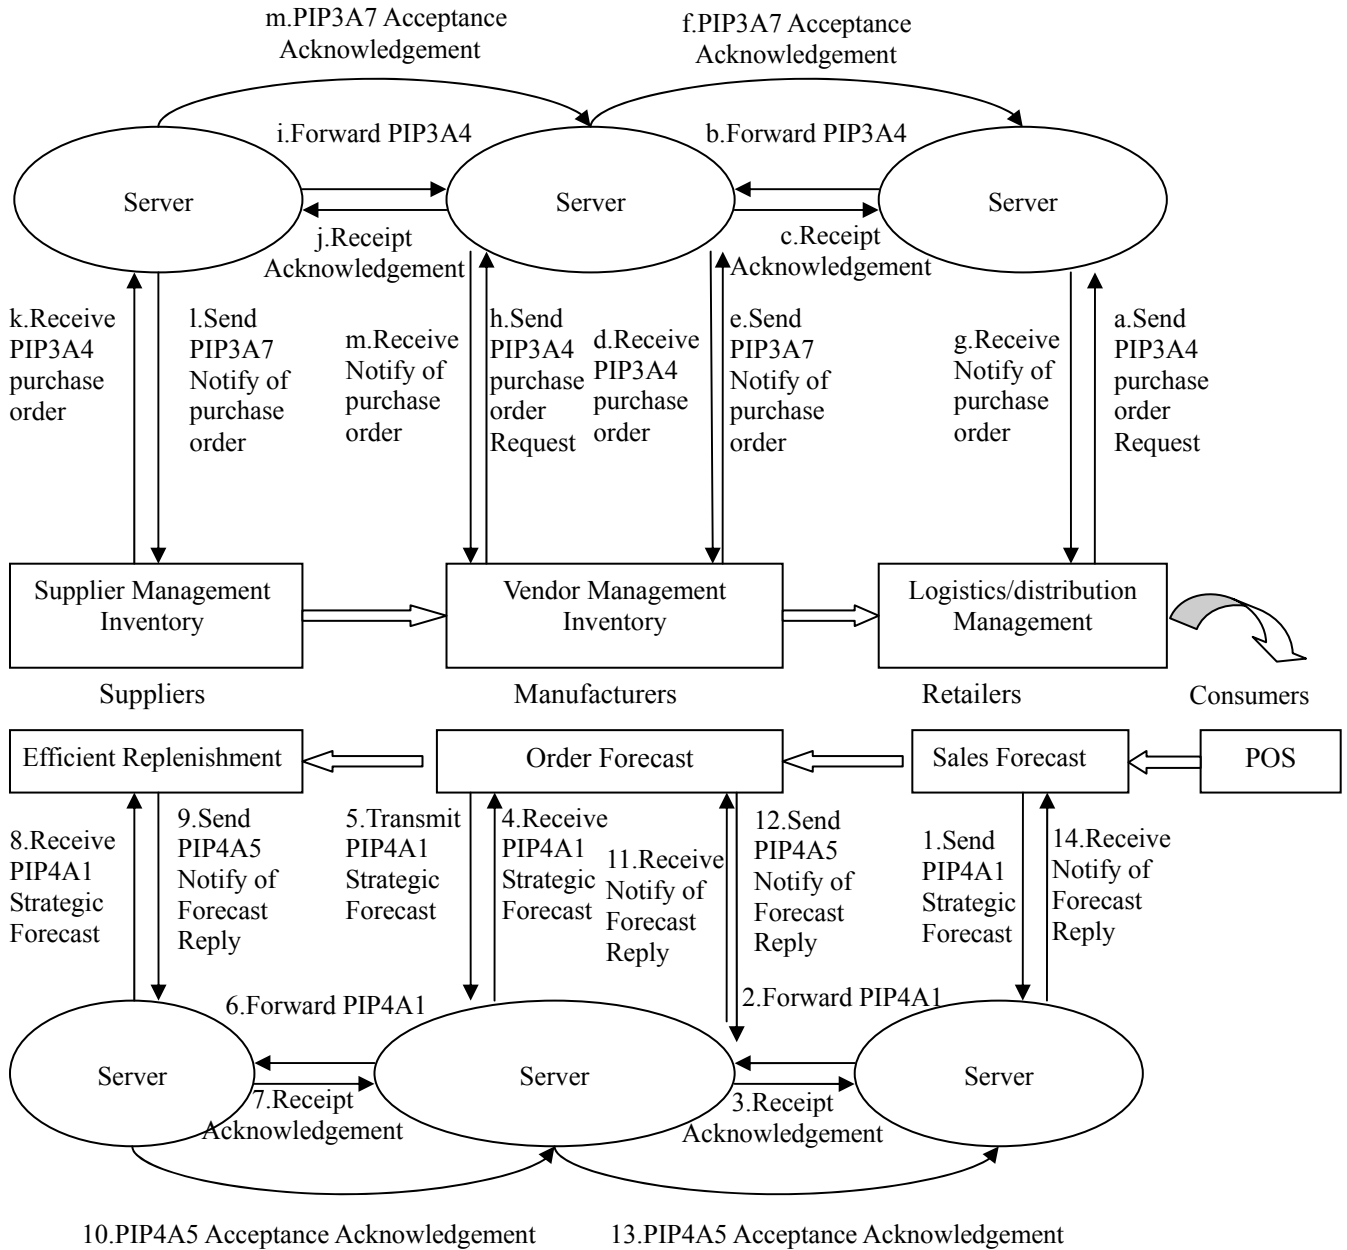 m.PIP3A7 Acceptance
Acknowledgement
f.PIP3A7 Acceptance
Acknowledgement
i.Forward PIP3A4
b.Forward PIP3A4
Server
Server
Server
j.Receipt
Acknowledgement
c.Receipt
Acknowledgement
k.Receive
PIP3A4
purchase
order
l.Send
PIP3A7
Notify of
purchase
order
m.Receive
Notify of
purchase
order
h.Send
PIP3A4
purchase
order
Request
d.Receive
PIP3A4
purchase
order
e.Send
PIP3A7
Notify of
purchase
order
g.Receive
Notify of
purchase
order
a.Send
PIP3A4
purchase
order
Request
Supplier Management
Inventory
Vendor Management
Inventory
Logistics/distribution
Management
Suppliers
Manufacturers
Retailers
Consumers
Efficient Replenishment
Order Forecast
Sales Forecast
POS
8.Receive
PIP4A1
Strategic
Forecast
9.Send
PIP4A5
Notify of
Forecast
Reply
5.Transmit
PIP4A1
Strategic
Forecast
4.Receive
PIP4A1
Strategic
Forecast
11.Receive
Notify of
Forecast
Reply
12.Send
PIP4A5
Notify of
Forecast
Reply
1.Send
PIP4A1
Strategic
Forecast
14.Receive
Notify of
Forecast
Reply
6.Forward PIP4A1
2.Forward PIP4A1
Server
Server
Server
7.Receipt
Acknowledgement
3.Receipt
Acknowledgement
10.PIP4A5 Acceptance Acknowledgement
13.PIP4A5 Acceptance Acknowledgement